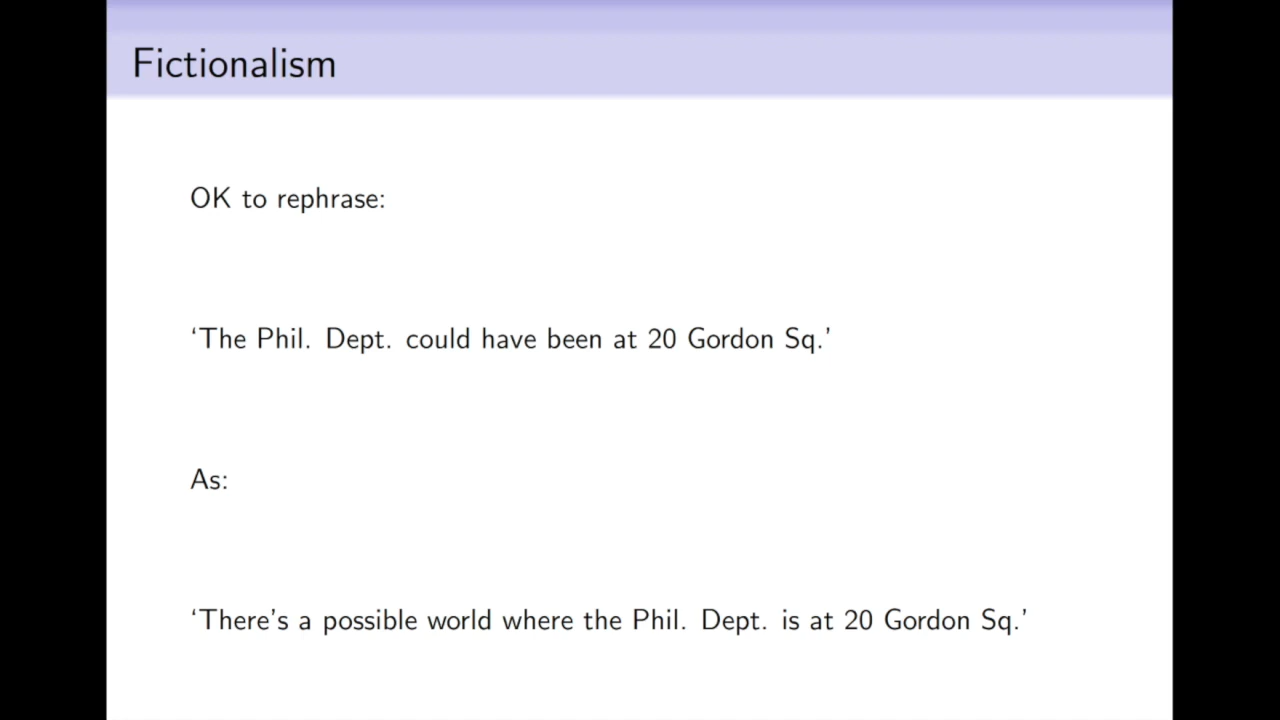 Fictionalism
OK to rephrase:
‘The Phil. Dept. could have been at 20 Gordon Sq.’
As:
‘There’s a possible world where the Phil. Dept. is at 20 Gordon Sq.’